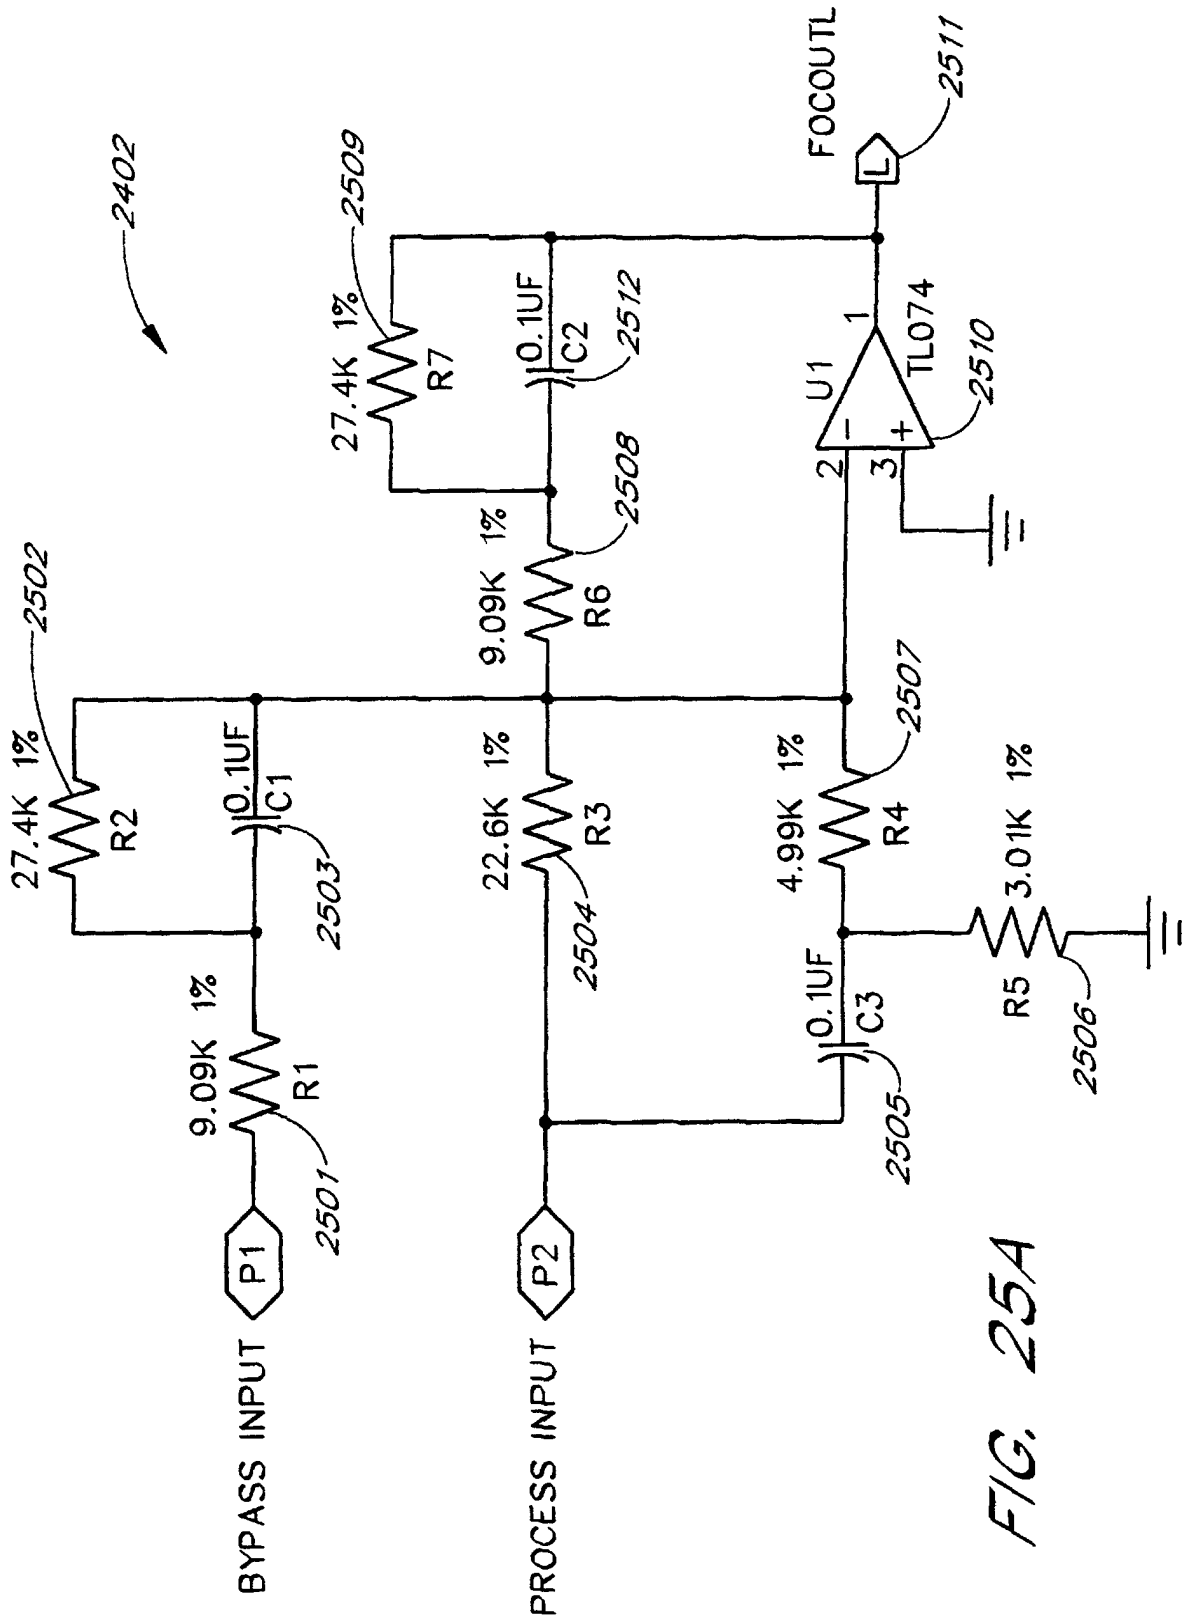 2402
27.4K 1%
2502
R2
0.1UF
C1
2503
9.09K 1%
R1
2501
P1
BYPASS INPUT
27.4K 1%
2509
R7
0.1UF
C2
2512
9.09K 1%
R6
2508
22.6K 1%
R3
2504
P2
PROCESS INPUT
U1
2
-
3
+
1
TL074
2510
L
FOCOUTL
2511
4.99K 1%
R4
2507
0.1UF
C3
2505
R5
3.01K 1%
2506
FIG. 25A